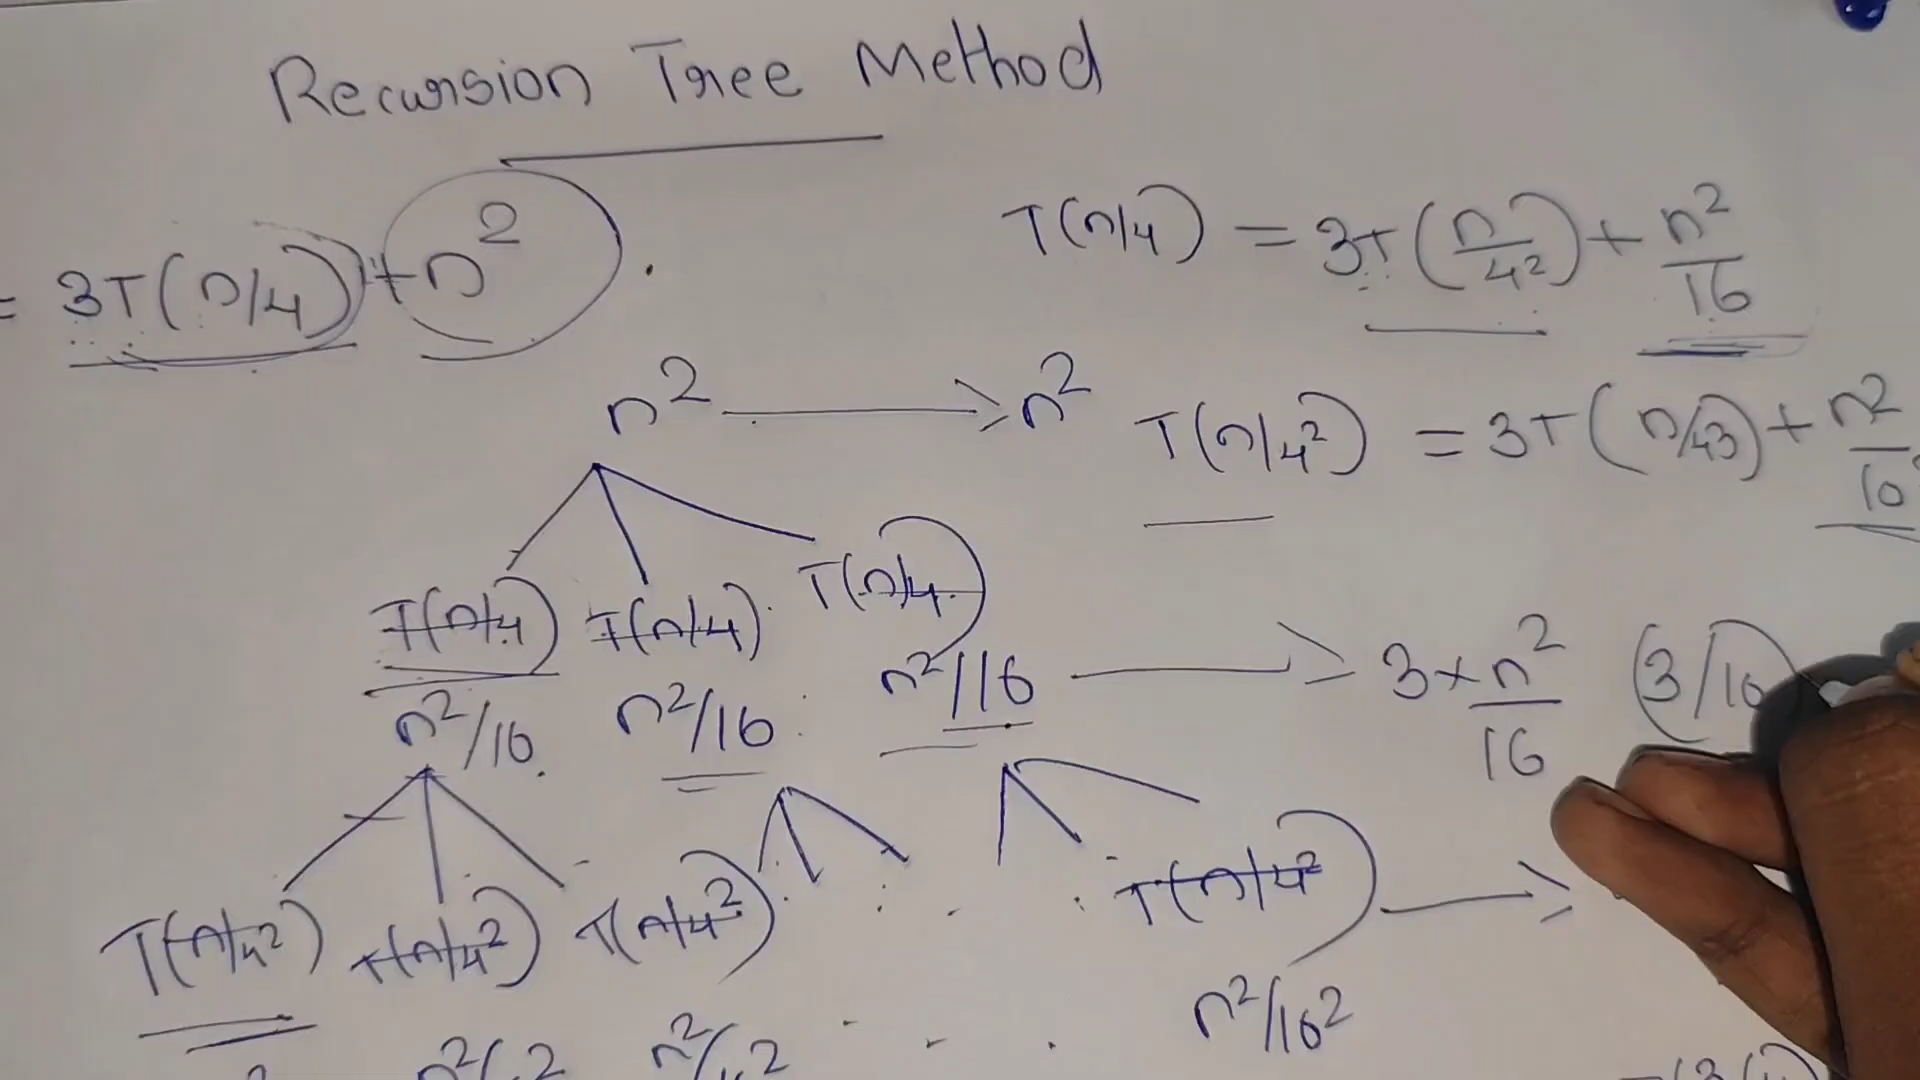 Recursion Tree Method
= 3T(n/4) + n²
T(n/4) = 3T(n/4²) + n²/16
n² → n²
T(n/4²) = 3T(n/43) + n²/16
T(n/4) T(n/4) T(n/4)
n²/16 n²/16 n²/16 → 3 × n²/16 (3/16
T(n/4²) T(n/4²) T(n/4²) . . . T(n/4²) →
n²/16²